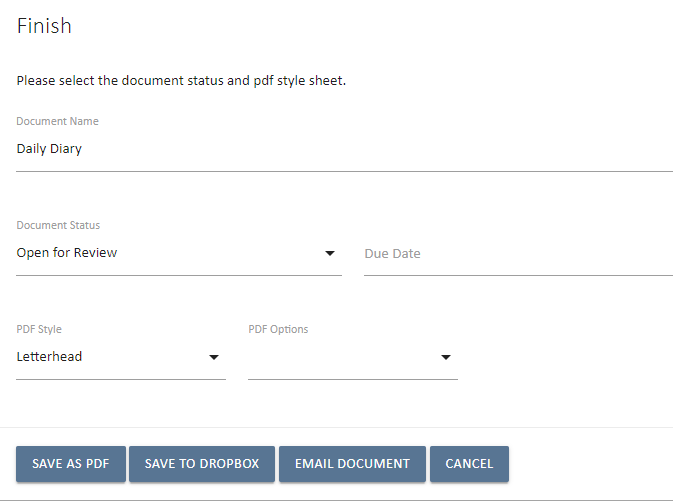 Finish
Please select the document status and pdf style sheet.
Document Name
Daily Diary
Document Status
Open for Review
Due Date
PDF Style
PDF Options
Letterhead
SAVE AS PDF
SAVE TO DROPBOX
EMAIL DOCUMENT
CANCEL